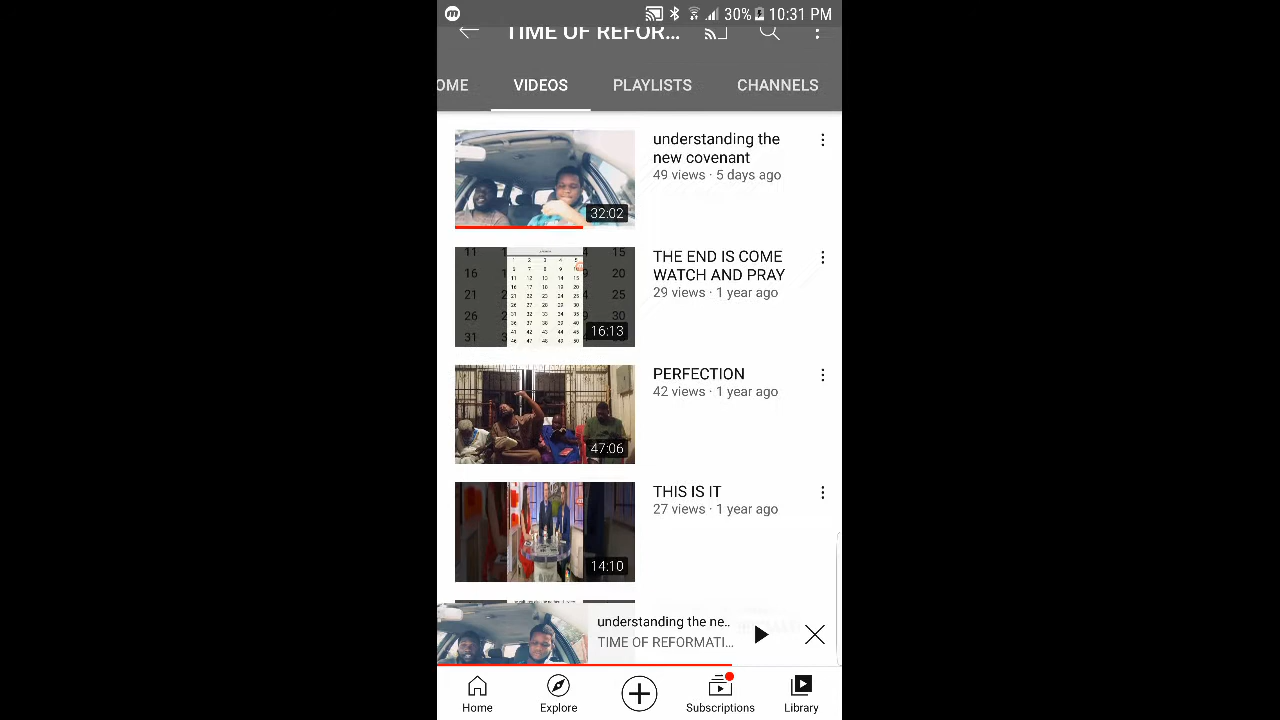 m 30% 10:31 PM
TIME OF REFOR...
OME VIDEOS PLAYLISTS CHANNELS
understanding the
new covenant
49 views · 5 days ago
32:02
THE END IS COME
WATCH AND PRAY
29 views · 1 year ago
16:13
PERFECTION
42 views · 1 year ago
47:06
THIS IS IT
27 views · 1 year ago
14:10
understanding the ne..
TIME OF REFORMATI...
Home Explore Subscriptions Library